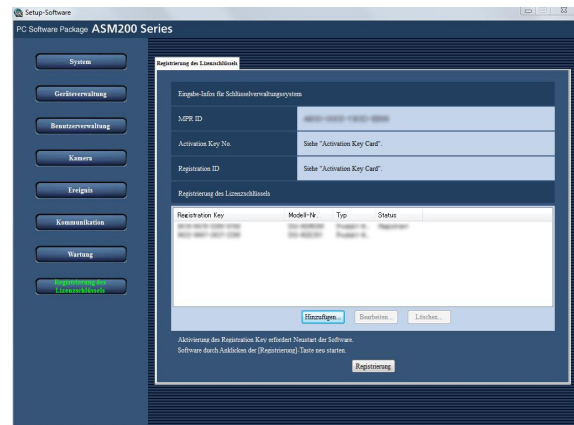 Setup-Software
PC Software Package ASM200 Series
System
Geräteverwaltung
Benutzerverwaltung
Kamera
Ereignis
Kommunikation
Wartung
Registrierung des
Lizenzschlüssels
Registrierung des Lizenzschlüssels
Eingabe-Infos für Schlüsselverwaltungssystem
MPR ID
Activation Key No. Siehe "Activation Key Card".
Registration ID Siehe "Activation Key Card".
Registrierung des Lizenzschlüssels
Registration Key Modell-Nr. Typ Status
Hinzufügen... Bearbeiten... Löschen...
Aktivierung des Registration Key erfordert Neustart der Software.
Software durch Anklicken der [Registrierung]-Taste neu starten.
Registrierung